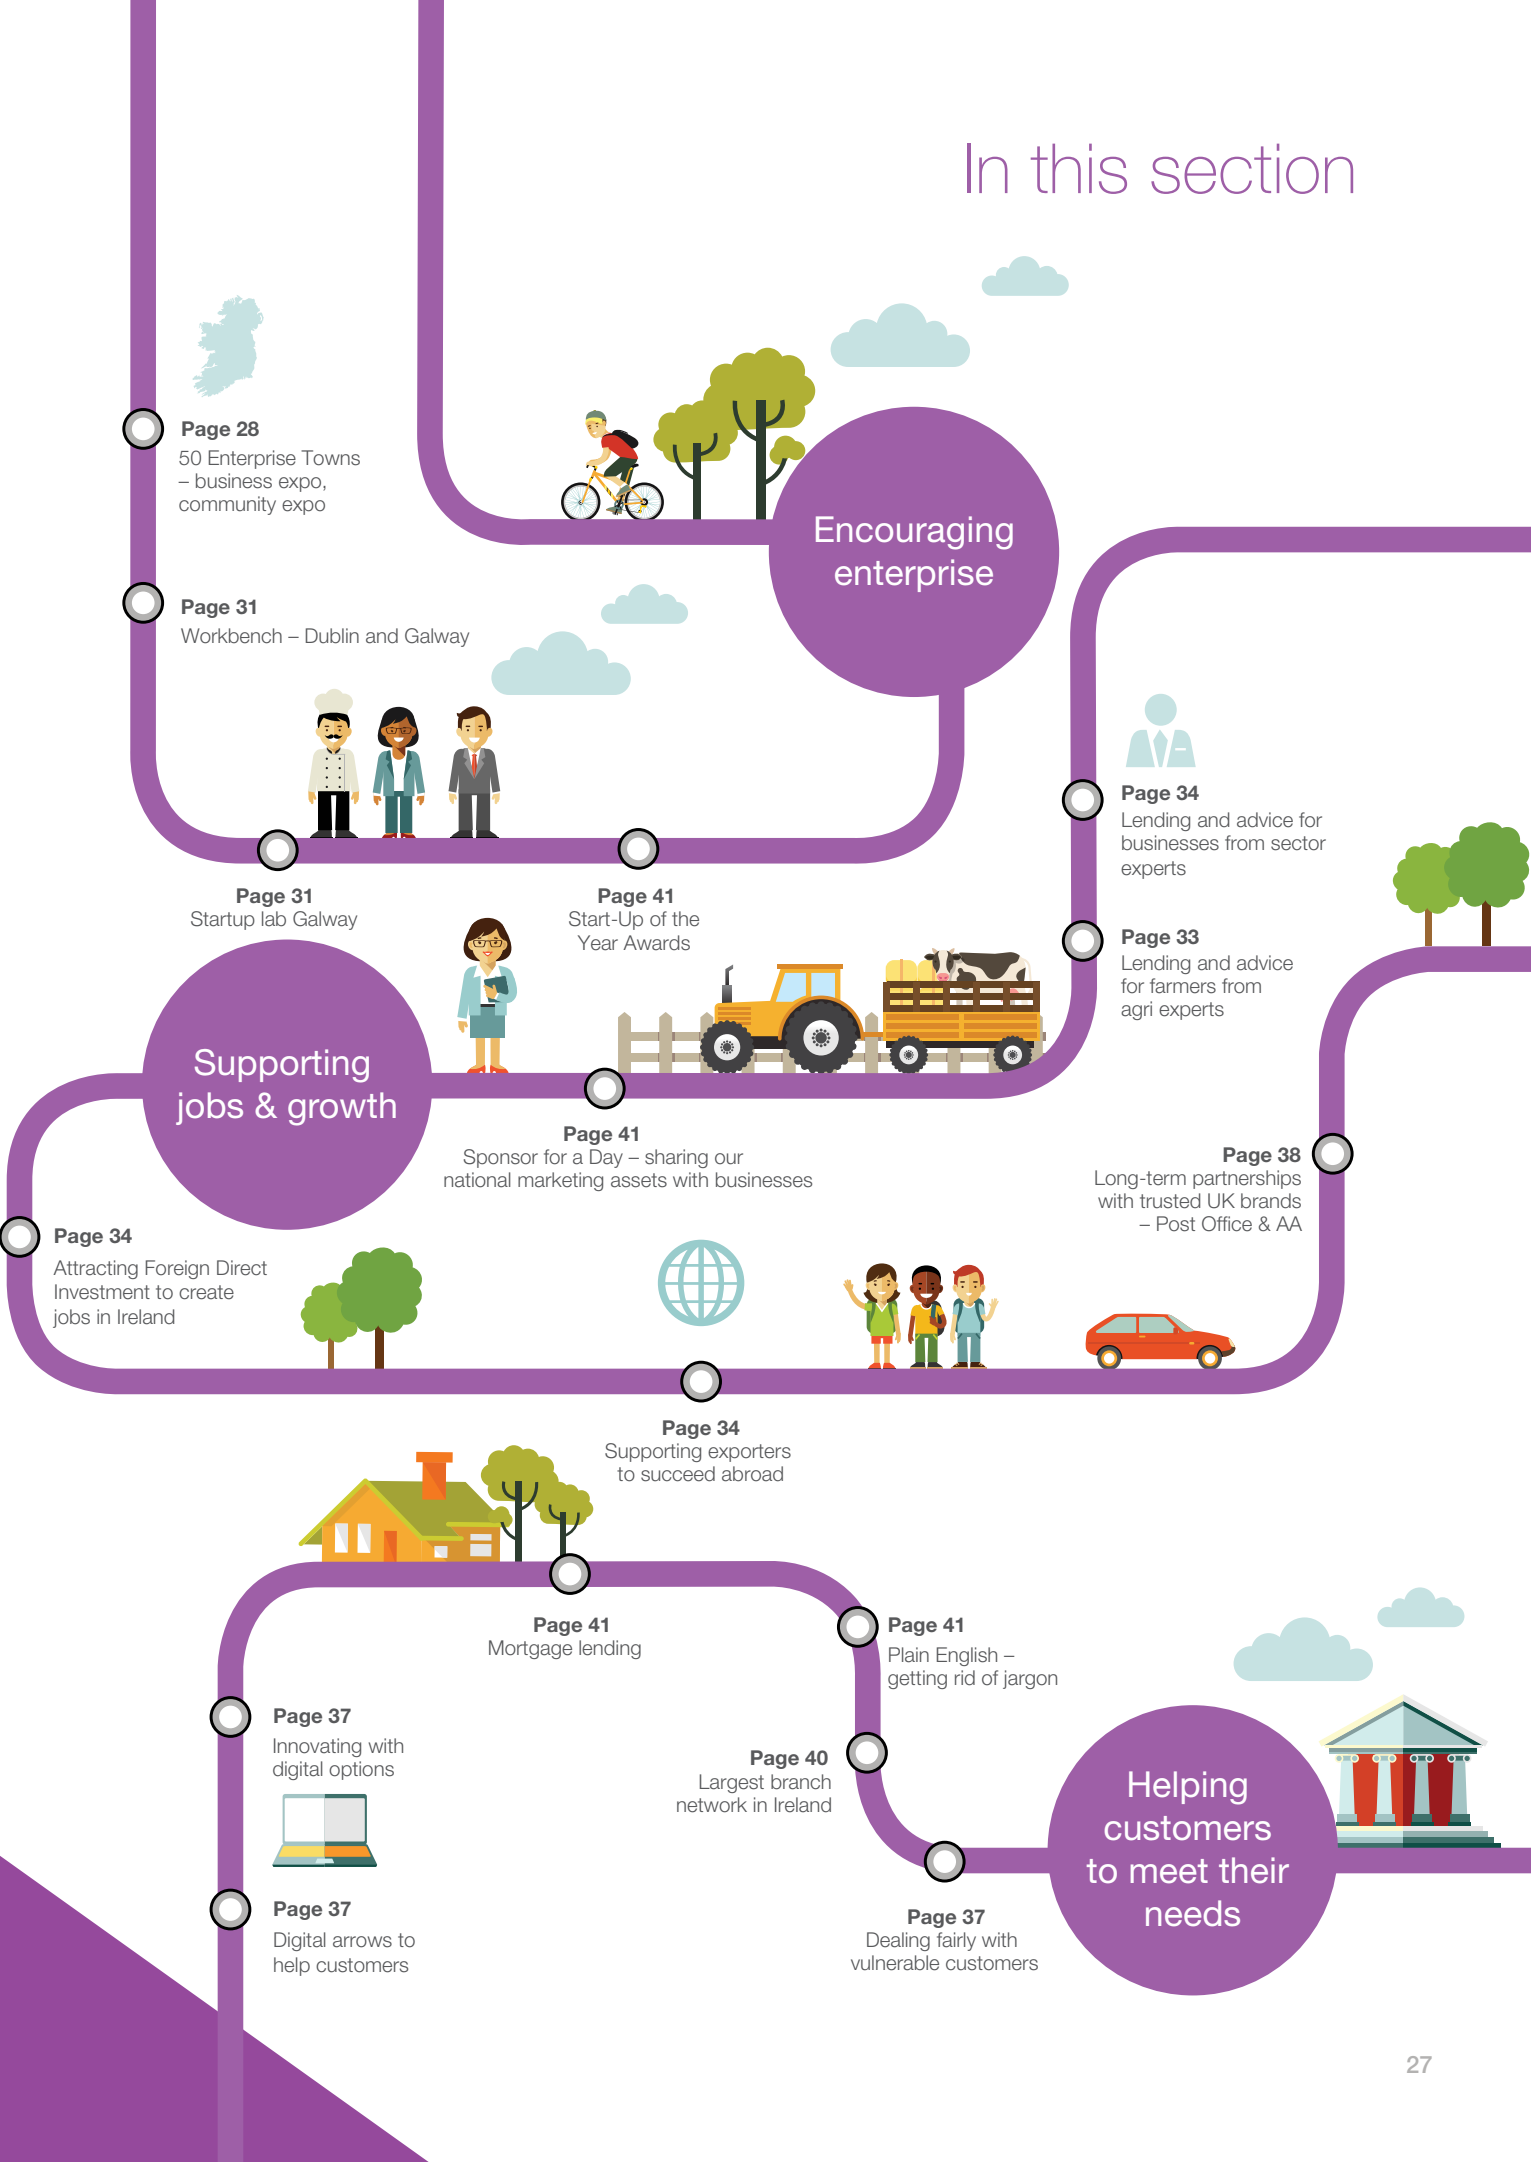 In this section
Page 28
50 Enterprise Towns
– business expo,
community expo
Encouraging
enterprise
Page 31
Workbench – Dublin and Galway
Page 31
Startup lab Galway
Page 41
Start-Up of the
Year Awards
Page 34
Lending and advice for
businesses from sector
experts
Page 33
Lending and advice
for farmers from
agri experts
Supporting
jobs & growth
Page 41
Sponsor for a Day – sharing our
national marketing assets with businesses
Page 38
Long-term partnerships
with trusted UK brands
– Post Office & AA
Page 34
Attracting Foreign Direct
Investment to create
jobs in Ireland
Page 34
Supporting exporters
to succeed abroad
Page 41
Mortgage lending
Page 41
Plain English –
getting rid of jargon
Page 37
Innovating with
digital options
Page 40
Largest branch
network in Ireland
Helping
customers
to meet their
needs
Page 37
Digital arrows to
help customers
Page 37
Dealing fairly with
vulnerable customers
27